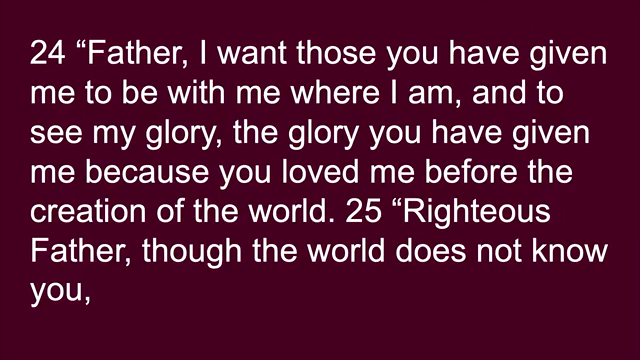 24 “Father, I want those you have given
me to be with me where I am, and to
see my glory, the glory you have given
me because you loved me before the
creation of the world. 25 “Righteous
Father, though the world does not know
you,